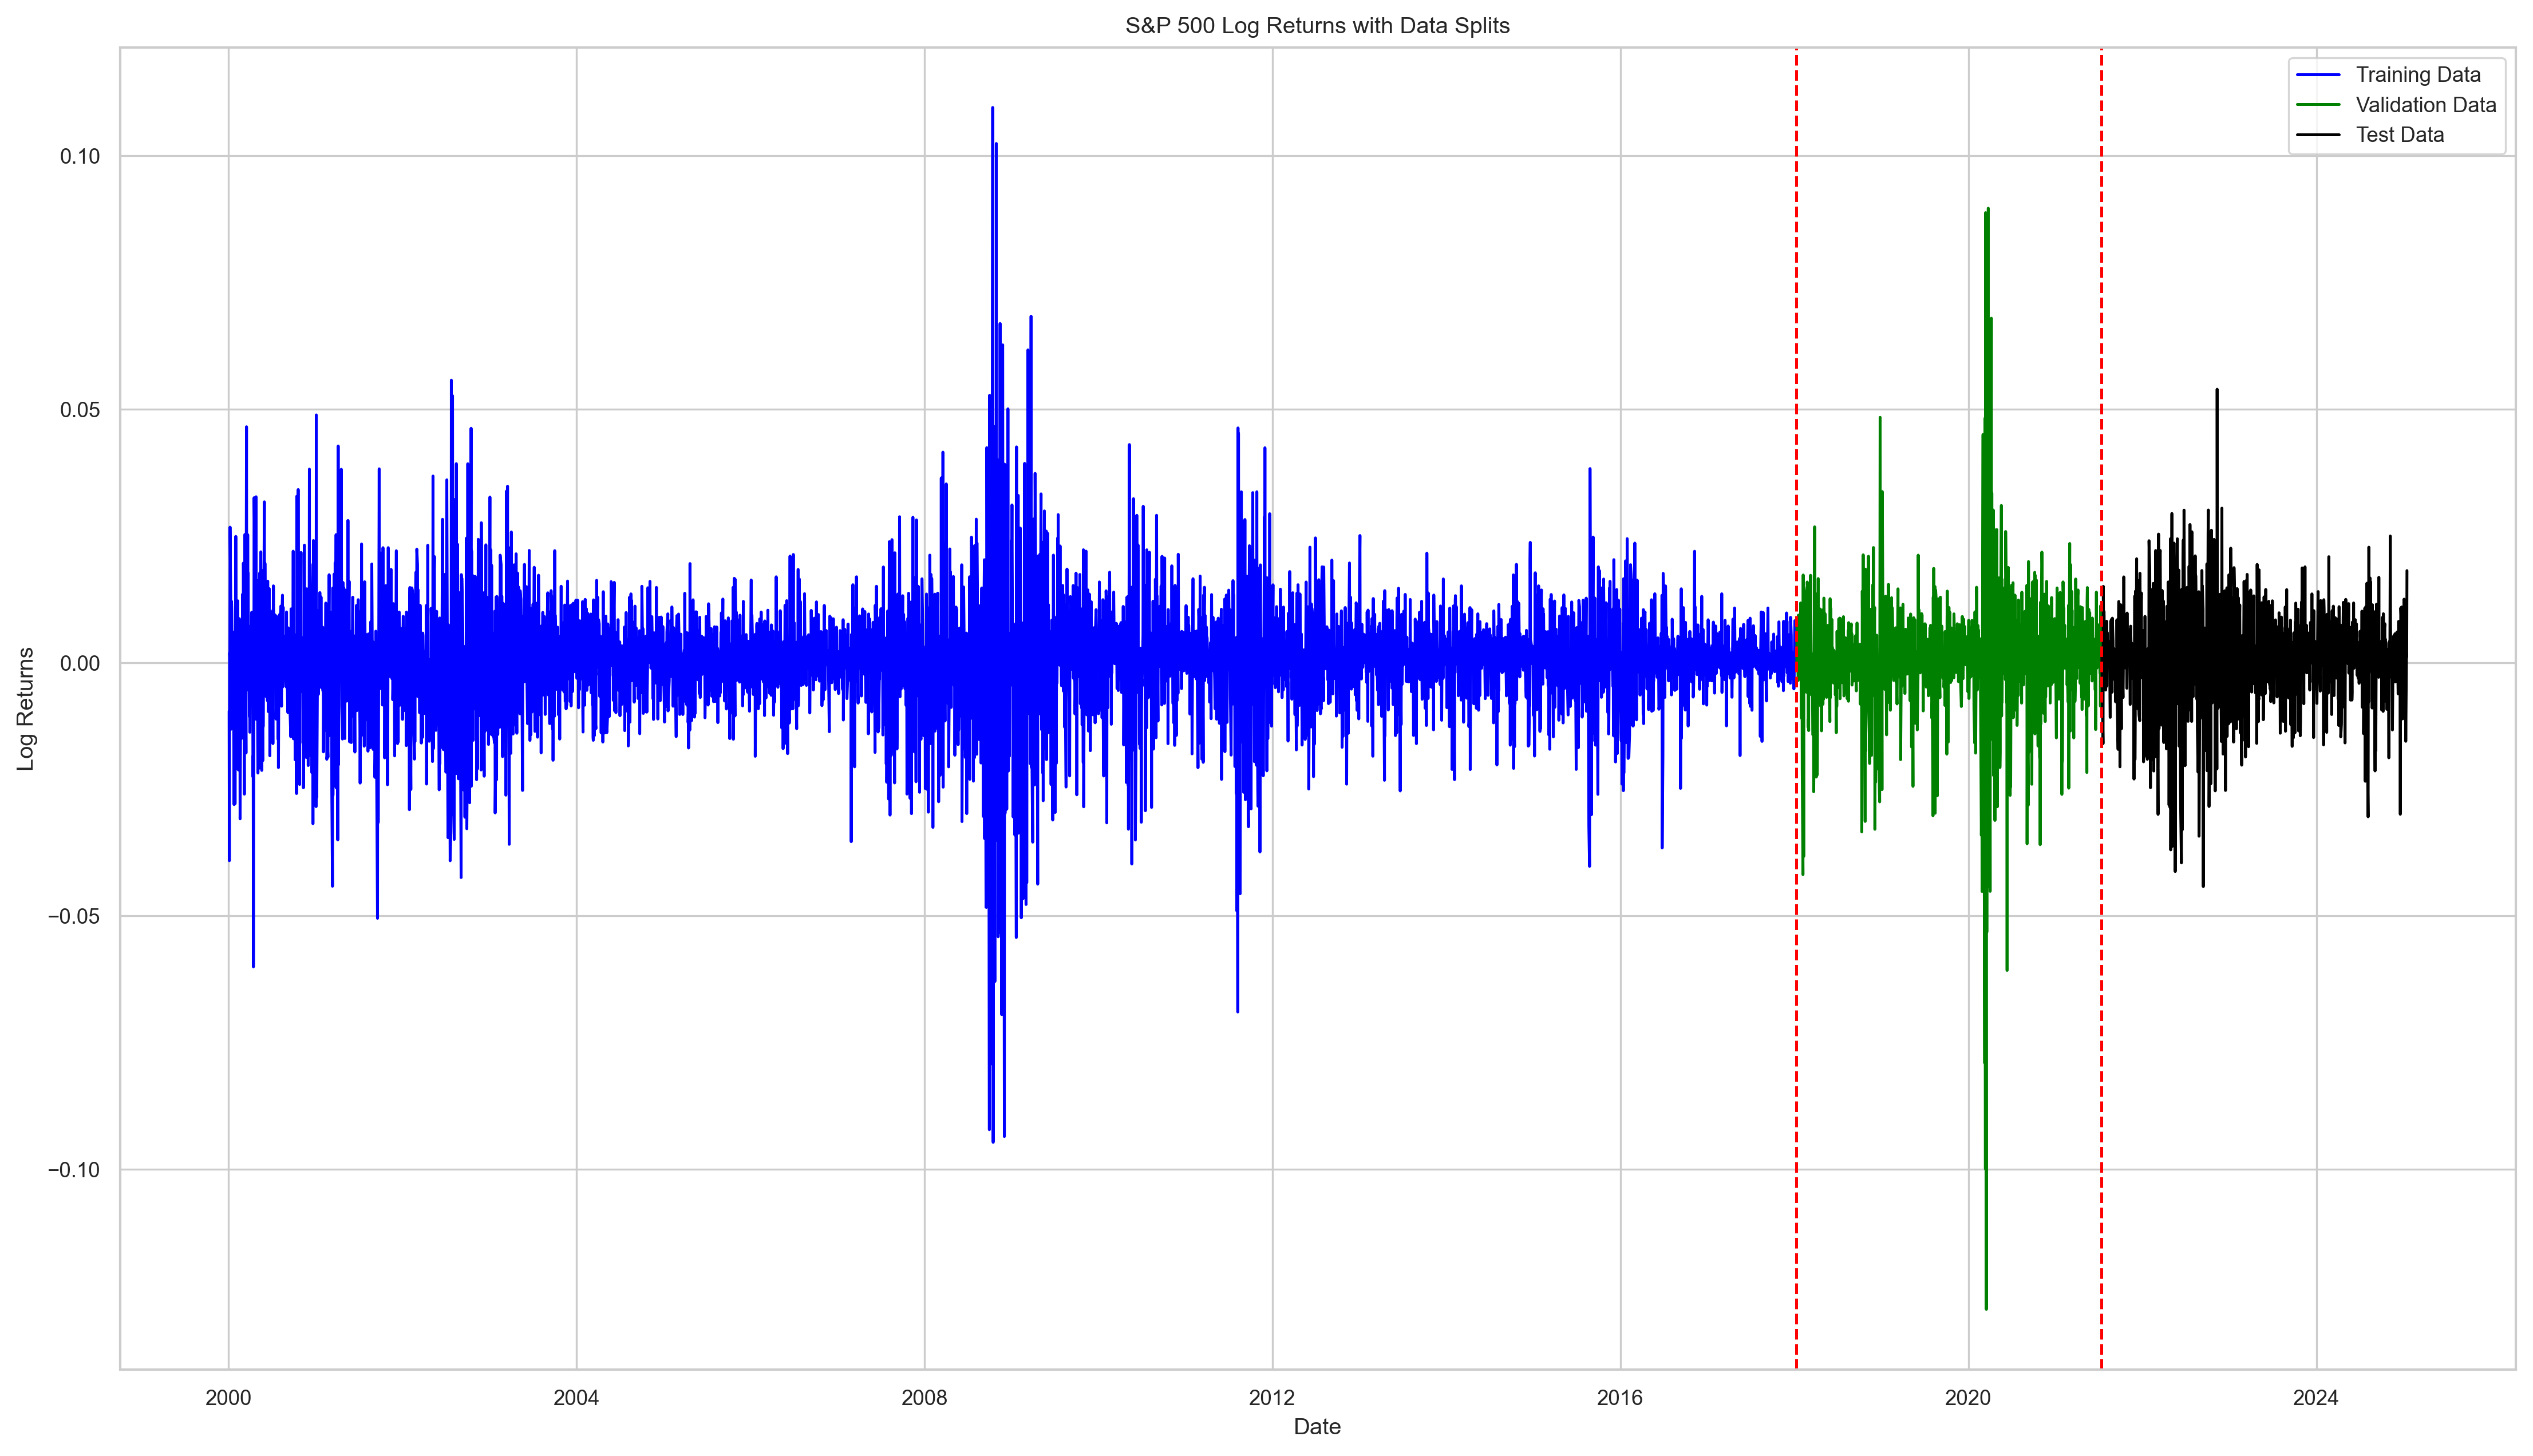 S&P 500 Log Returns with Data Splits
Training Data
Validation Data
Test Data
0.10
0.05
0.00
−0.05
−0.10
Log Returns
2000 2004 2008 2012 2016 2020 2024
Date